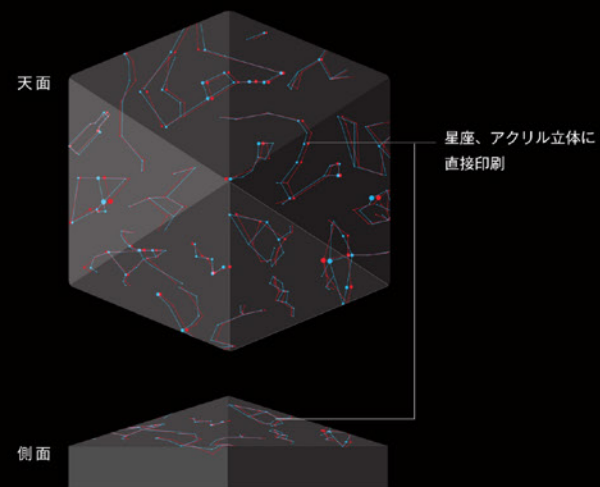 天面
星座、アクリル立体に
直接印刷
側面